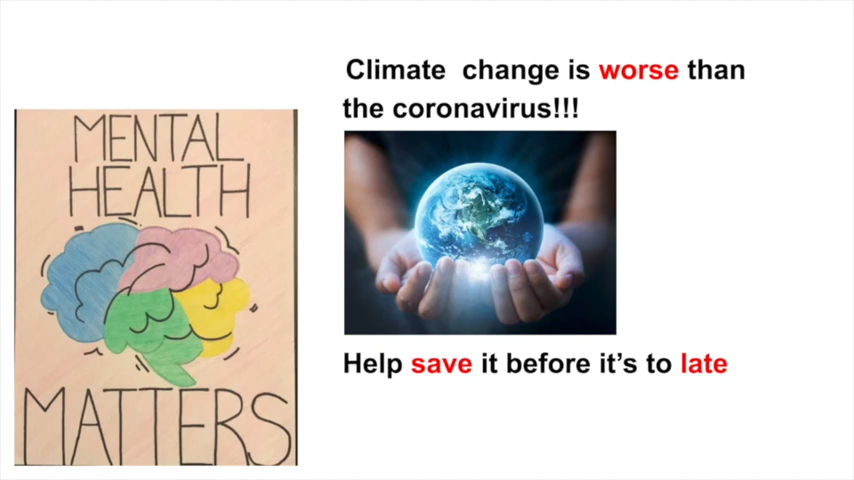 MENTAL
HEALTH
MATTERS
Climate  change is worse than
the coronavirus!!!
Help save it before it’s to late